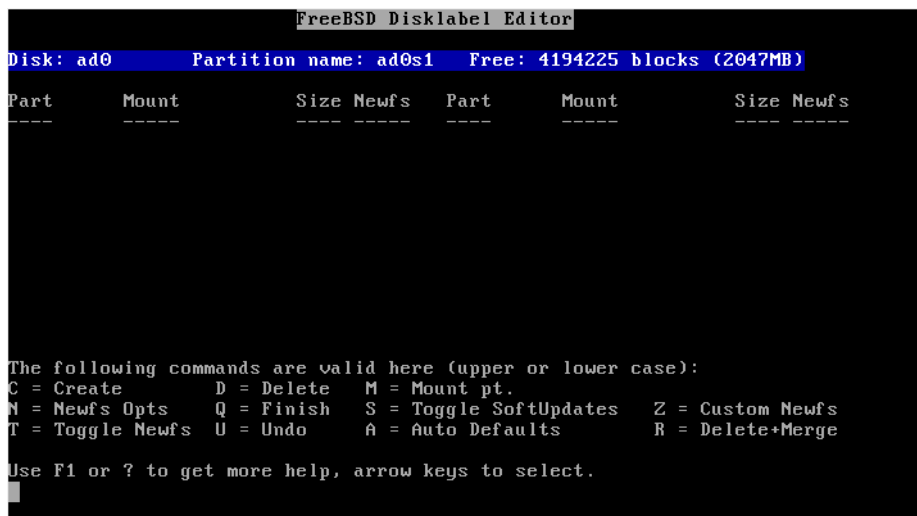 FreeBSD Disklabel Editor
Disk: ad0 Partition name: ad0s1 Free: 4194225 blocks (2047MB)
Part Mount Size Newfs Part Mount Size Newfs
---- ----- ---- ----- ---- ----- ---- -----
The following commands are valid here (upper or lower case):
C = Create D = Delete M = Mount pt.
N = Newfs Opts Q = Finish S = Toggle SoftUpdates Z = Custom Newfs
T = Toggle Newfs U = Undo A = Auto Defaults R = Delete+Merge
Use F1 or ? to get more help, arrow keys to select.